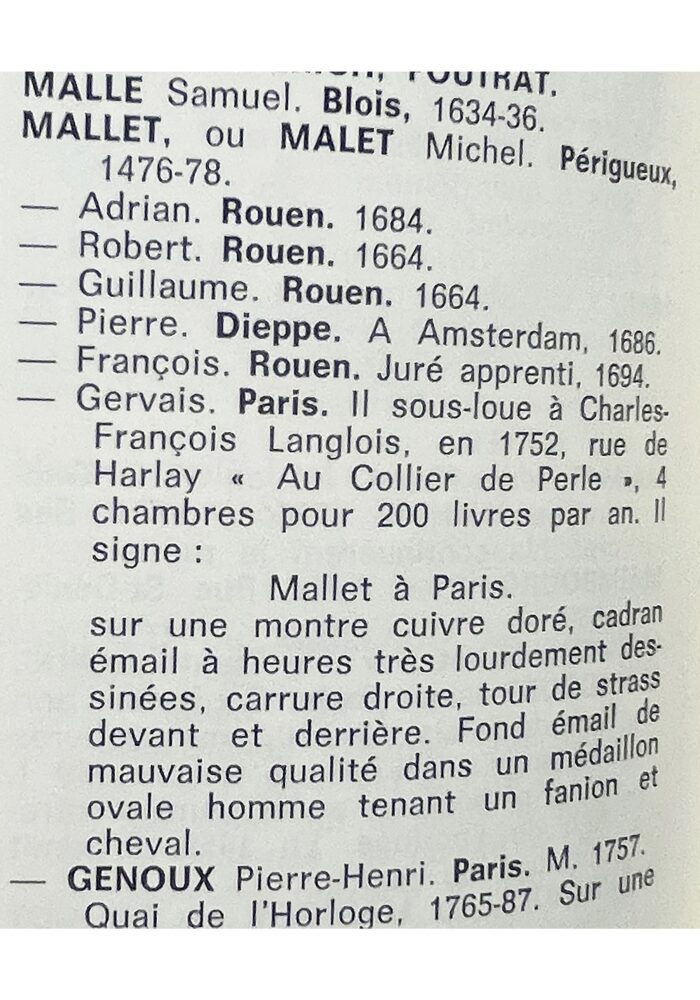 POUTRAT.
MALLE Samuel. Blois, 1634-36.
MALLET, ou MALET Michel. Périgueux,
1476-78.
— Adrian. Rouen. 1684.
— Robert. Rouen. 1664.
— Guillaume. Rouen. 1664.
— Pierre. Dieppe. A Amsterdam, 1686.
— François. Rouen. Juré apprenti, 1694.
— Gervais. Paris. Il sous-loue à Charles-
François Langlois, en 1752, rue de
Harlay « Au Collier de Perle », 4
chambres pour 200 livres par an. Il
signe :
Mallet à Paris.
sur une montre cuivre doré, cadran
émail à heures très lourdement des-
sinées, carrure droite, tour de strass
devant et derrière. Fond émail de
mauvaise qualité dans un médaillon
ovale homme tenant un fanion et
cheval.
— GENOUX Pierre-Henri. Paris. M. 1757.
Quai de l'Horloge, 1765-87. Sur une